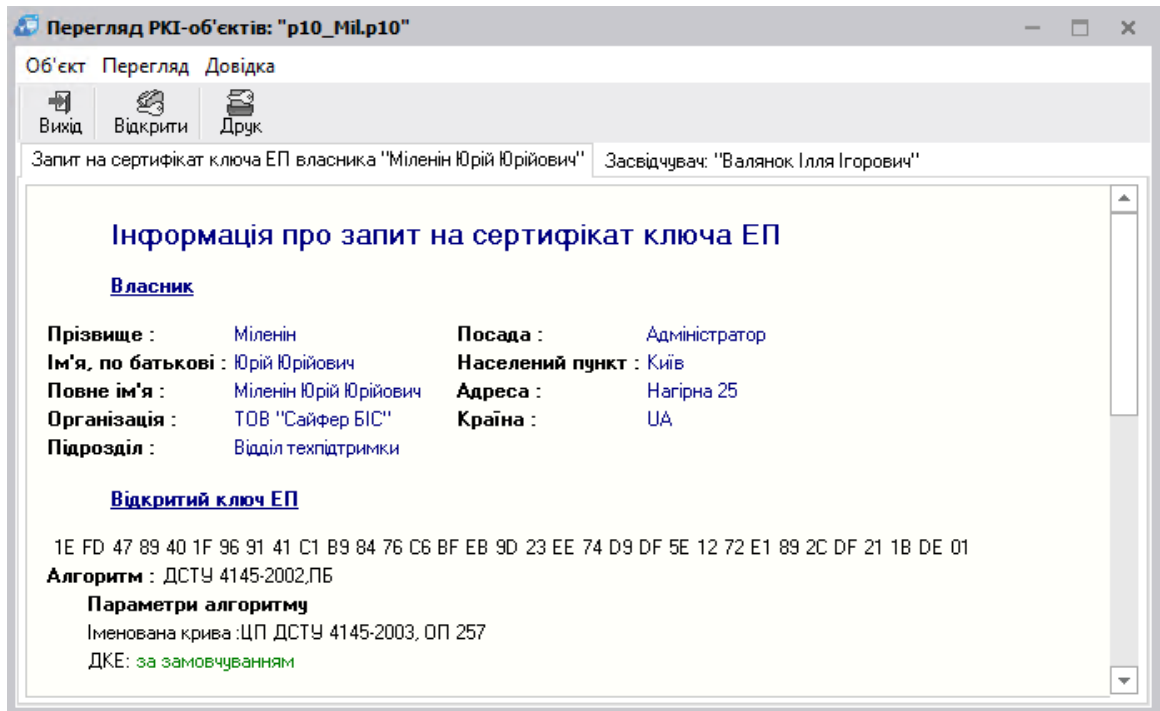 Перегляд PKI-об'єктів: "p10_Mil.p10"
Об'єкт Перегляд Довідка
Вихід Відкрити Друк
Запит на сертифікат ключа ЕП власника "Міленін Юрій Юрійович" Засвідчувач: "Валянок Ілля Ігорович"
Інформація про запит на сертифікат ключа ЕП
Власник
Прізвище : Міленін Посада : Адміністратор
Ім'я, по батькові : Юрій Юрійович Населений пункт : Київ
Повне ім'я : Міленін Юрій Юрійович Адреса : Нагірна 25
Організація : ТОВ "Сайфер БІС" Країна : UA
Підрозділ : Відділ техпідтримки
Відкритий ключ ЕП
1E FD 47 89 40 1F 96 91 41 C1 B9 84 76 C6 BF EB 9D 23 EE 74 D9 DF 5E 12 72 E1 89 2C DF 21 1B DE 01
Алгоритм : ДСТУ 4145-2002,ПБ
Параметри алгоритму
Іменована крива :ЦП ДСТУ 4145-2003, ОП 257
ДКЕ: за замовчуванням